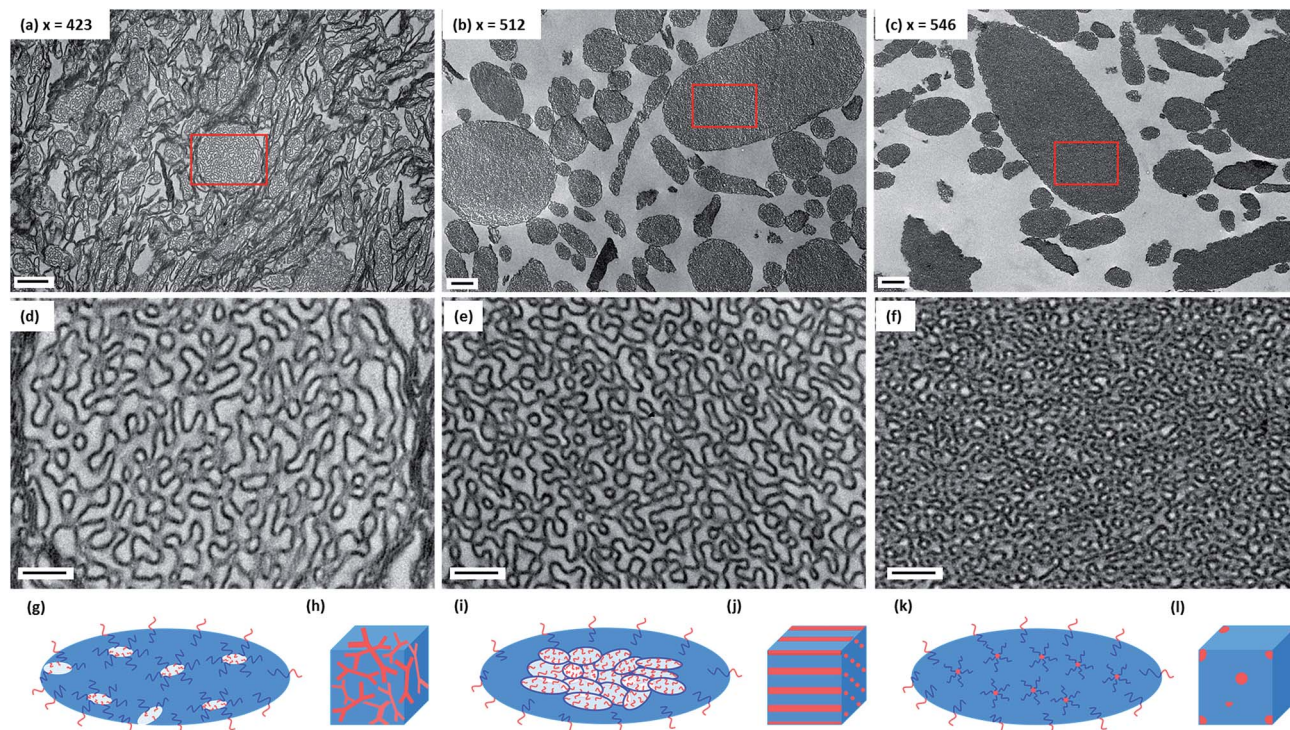 (a) x = 423
(b) x = 512
(c) x = 546
(d)
(e)
(f)
(g)
(h)
(i)
(j)
(k)
(l)